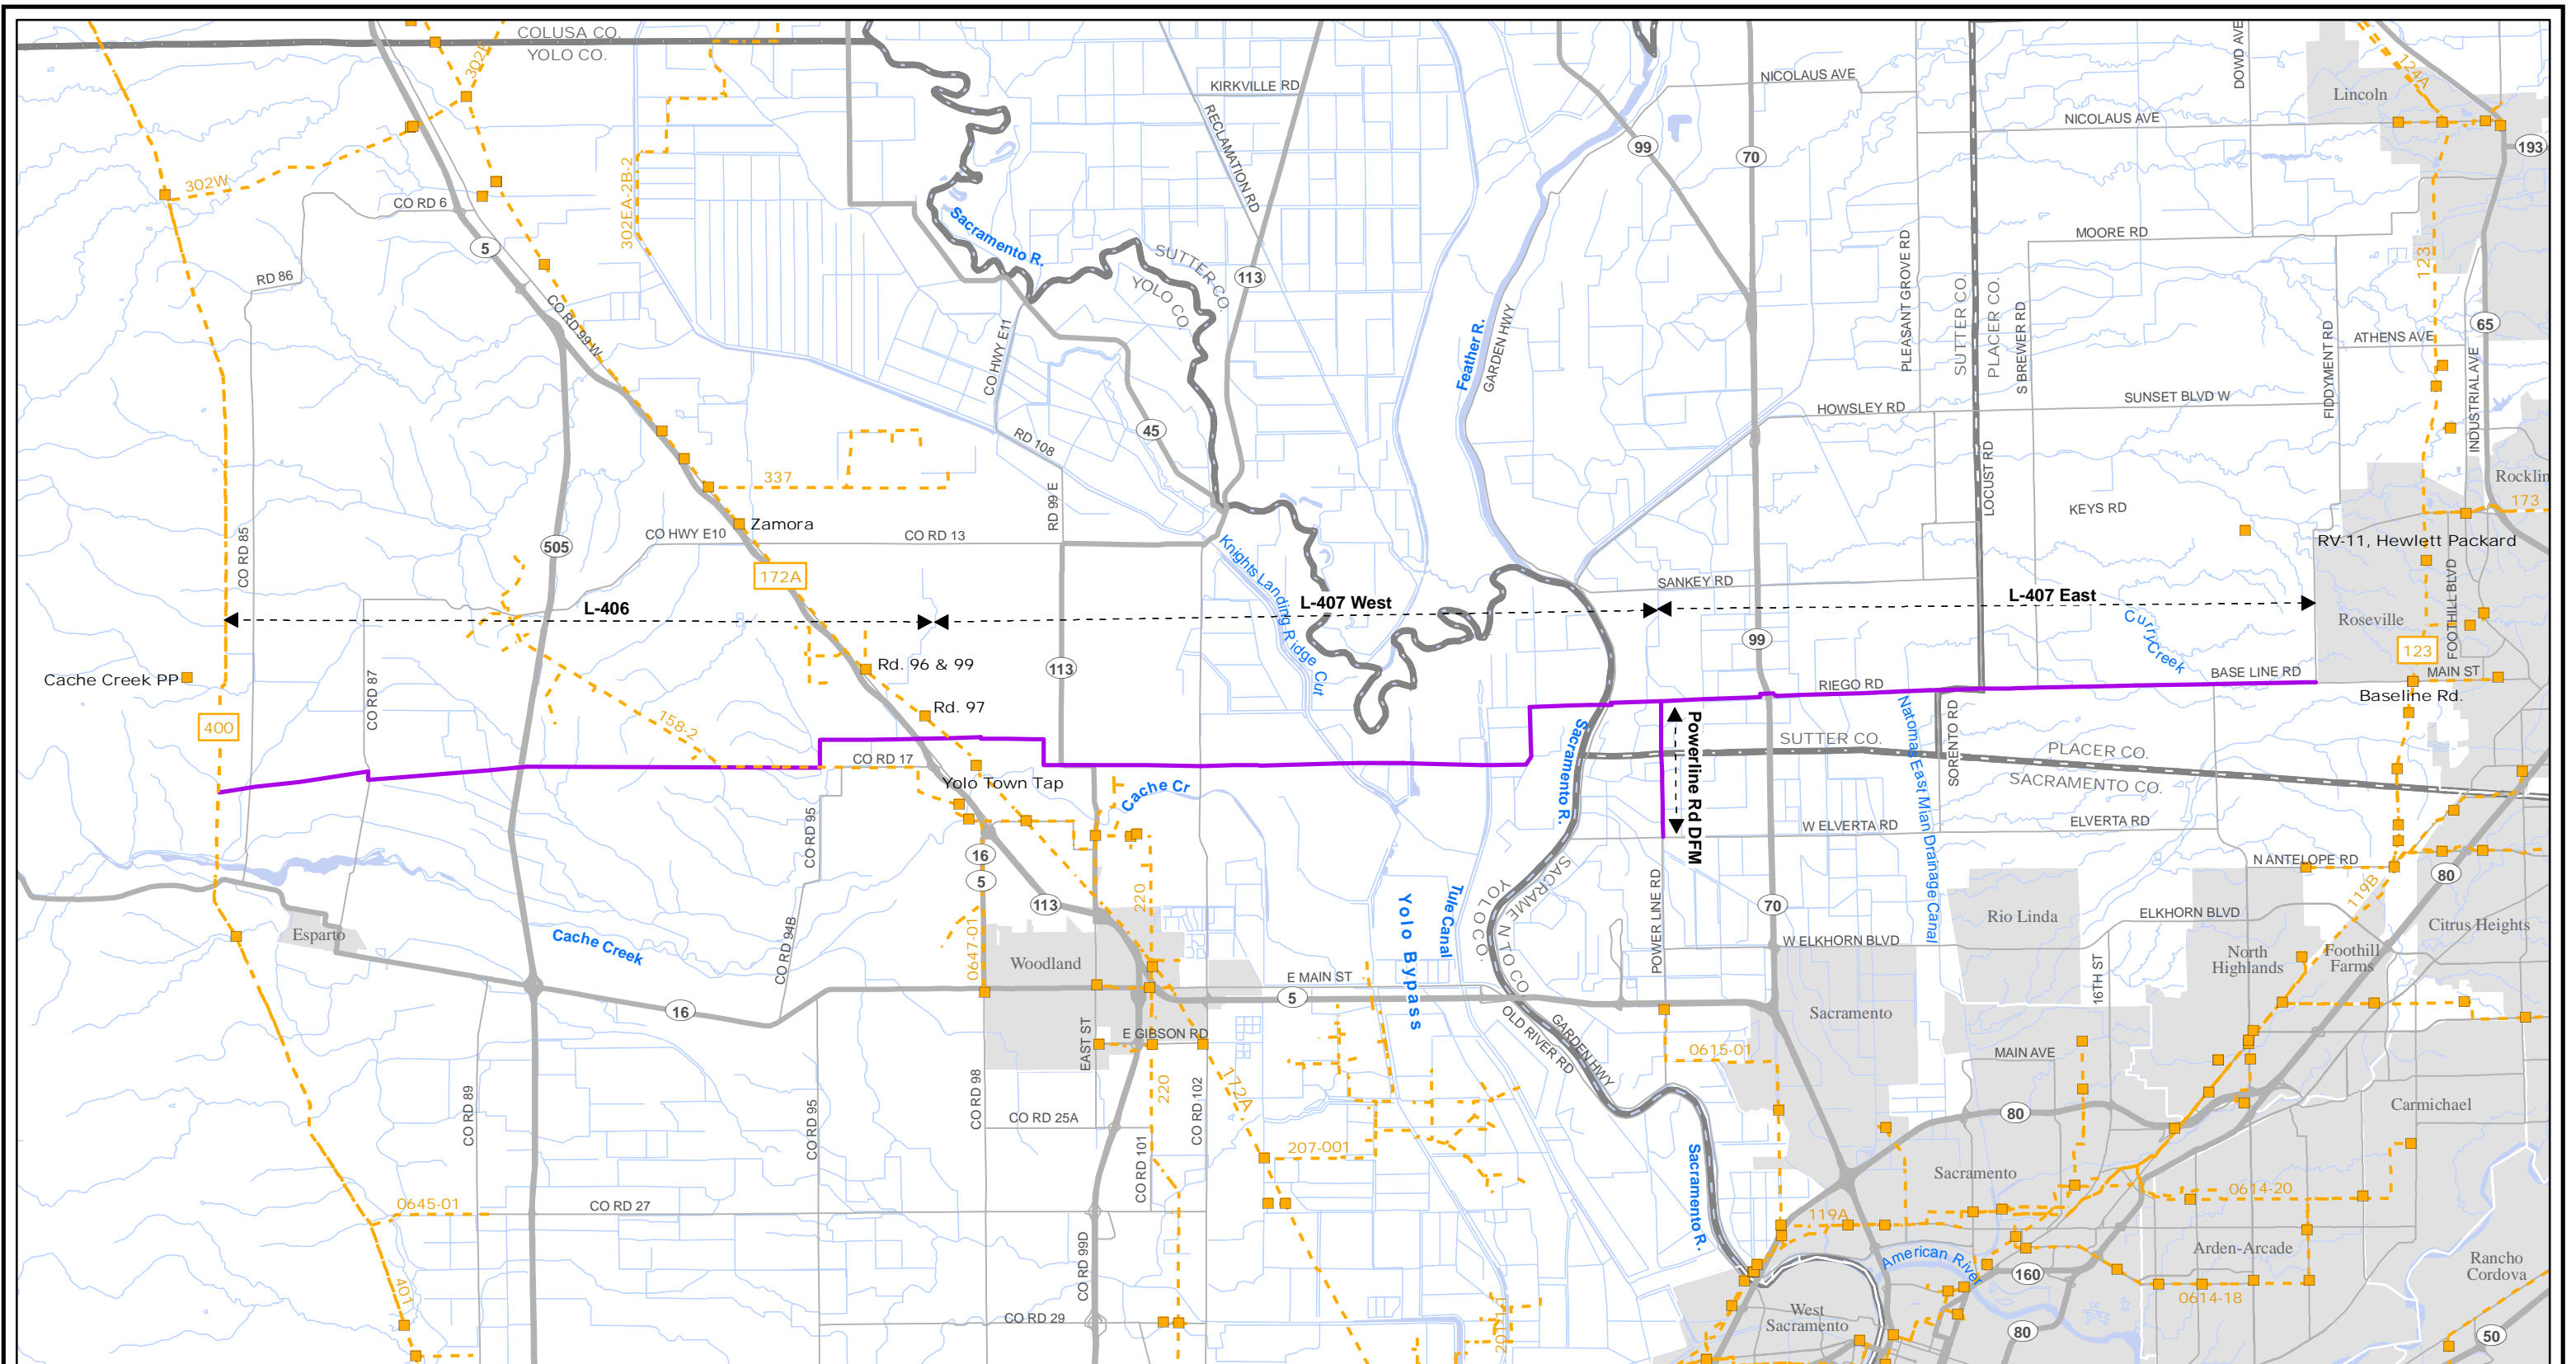 COLUSA CO.
YOLO CO.
302E
302W
CO RD 6
RD 86
5
302EA-2B-2
CO RD 99 W
Sacramento R.
KIRKVILLE RD
RECLAMATION RD
SUTTER CO.
YOLO CO.
113
CO HWY E11
45
RD 108
RD 99 E
Feather R.
GARDEN HWY
99
70
NICOLAUS AVE
NICOLAUS AVE
DOWD AVE
Lincoln
124A
193
PLEASANT GROVE RD
SUTTER CO.
PLACER CO.
S BREWER RD
MOORE RD
FIDDYMENT RD
ATHENS AVE
123
65
INDUSTRIAL AVE
HOWSLEY RD
SUNSET BLVD W
LOCUST RD
KEYS RD
Rocklin
173
RV-11, Hewlett Packard
337
Zamora
CO HWY E10
CO RD 13
172A
505
CO RD 85
Knights Landing Ridge Cut
SANKEY RD
L-406
L-407 West
L-407 East
Curry Creek
Roseville
FOOTHILL BLVD
123
MAIN ST
BASE LINE RD
Baseline Rd.
Cache Creek PP
400
CO RD 87
158-2
Rd. 96 & 99
Rd. 97
113
99
RIEGO RD
CO RD 17
Yolo Town Tap
Cache Cr
Sacramento R.
Powerline Rd DFM
SUTTER CO.
PLACER CO.
SACRAMENTO CO.
Natomas East Mian Drainage Canal
SORENTO RD
W ELVERTA RD
ELVERTA RD
N ANTELOPE RD
119B
80
CO RD 95
16
5
113
220
0647-01
CO RD 94B
Esparto
Cache Creek
Woodland
E MAIN ST
5
Yolo Bypass
Tule Canal
YOLO CO.
SACRAMENTO CO.
POWER LINE RD
70
W ELKHORN BLVD
ELKHORN BLVD
Rio Linda
North
Highlands
Foothill
Farms
Citrus Heights
16TH ST
16
EAST ST
E GIBSON RD
OLD RIVER RD
GARDEN HWY
Sacramento
0615-01
MAIN AVE
CO RD 89
CO RD 95
CO RD 98
CO RD 25A
220
CO RD 101
CO RD 102
172A
207-001
80
Carmichael
0645-01
CO RD 27
401
CO RD 99D
CO RD 29
Sacramento R.
Sacramento
119A
0614-20
American River
160
Arden-Arcade
0614-18
Rancho
Cordova
West
Sacramento
80
50